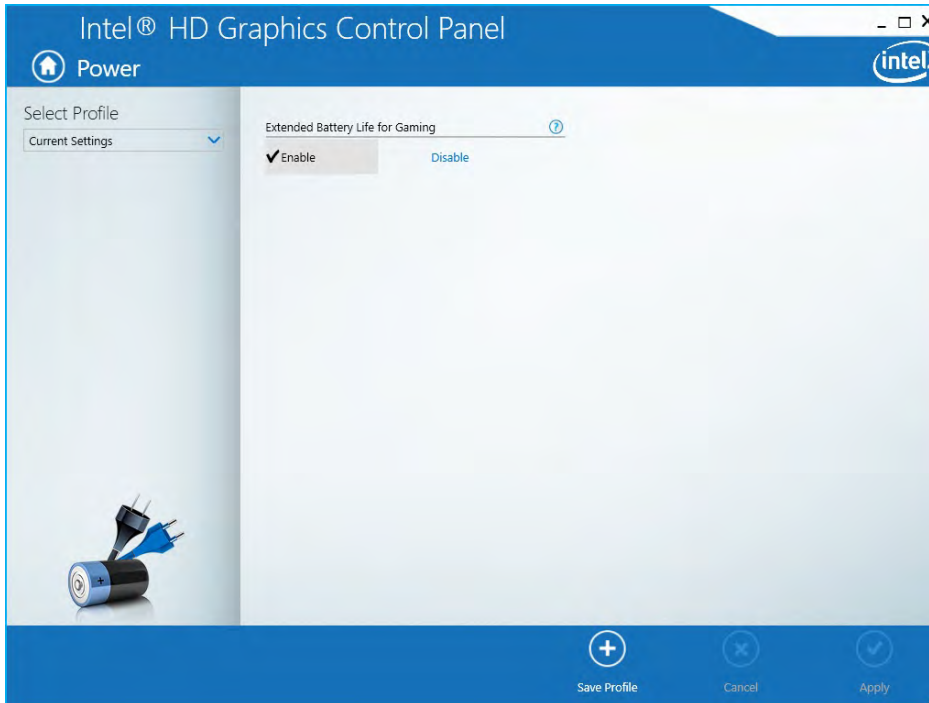 Intel® HD Graphics Control Panel
Power
intel
Select Profile
Current Settings
Extended Battery Life for Gaming
?
✔Enable
Disable
Save Profile
Cancel
Apply